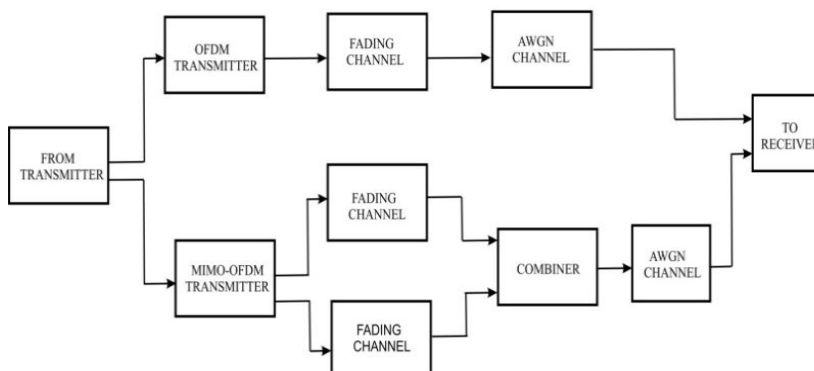 OFDM
TRANSMITTER
FADING
CHANNEL
AWGN
CHANNEL
TO
RECEIVER
FROM
TRANSMITTER
FADING
CHANNEL
MIMO-OFDM
TRANSMITTER
COMBINER
AWGN
CHANNEL
FADING
CHANNEL